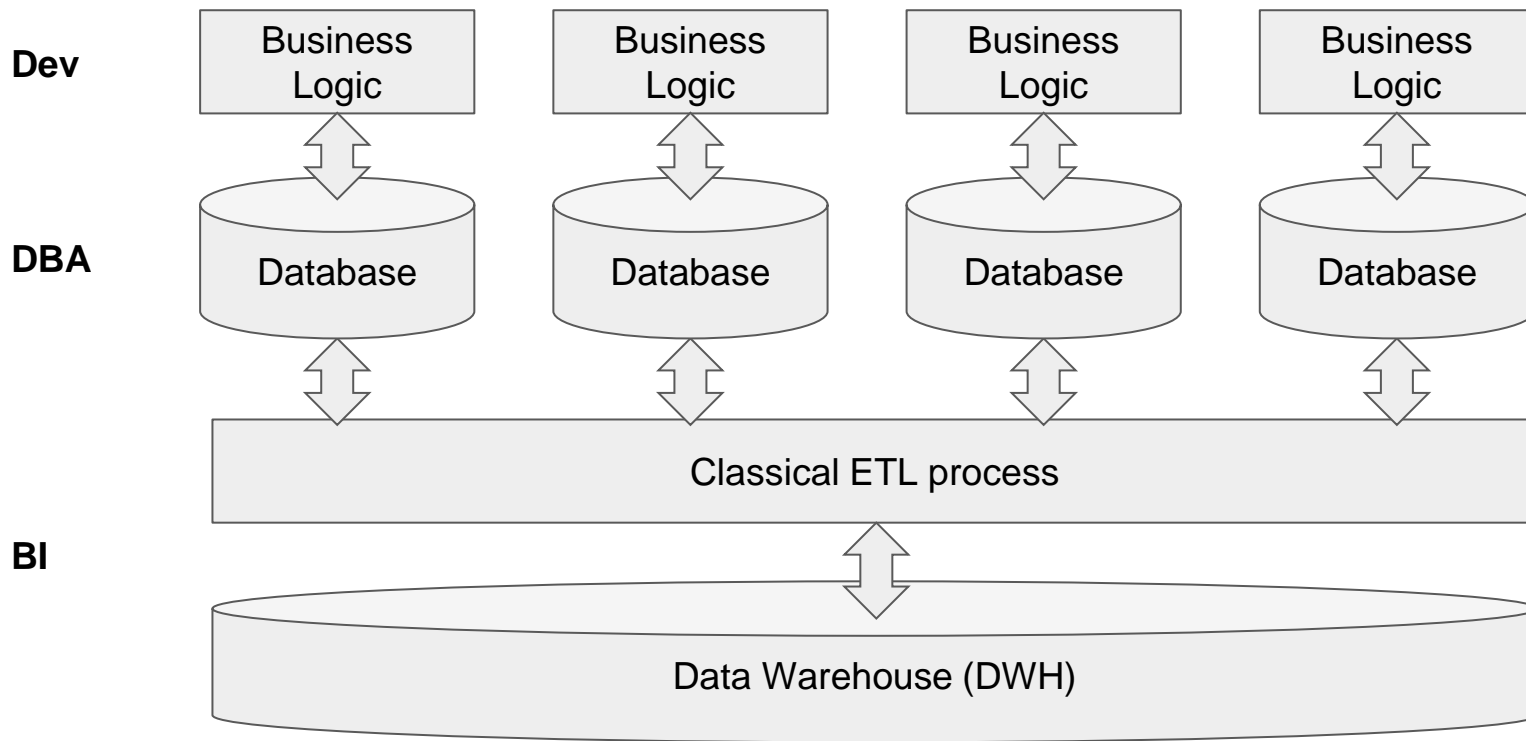 Dev
Business
Logic
Business
Logic
Business
Logic
Business
Logic
DBA
Database
Database
Database
Database
Classical ETL process
BI
Data Warehouse (DWH)